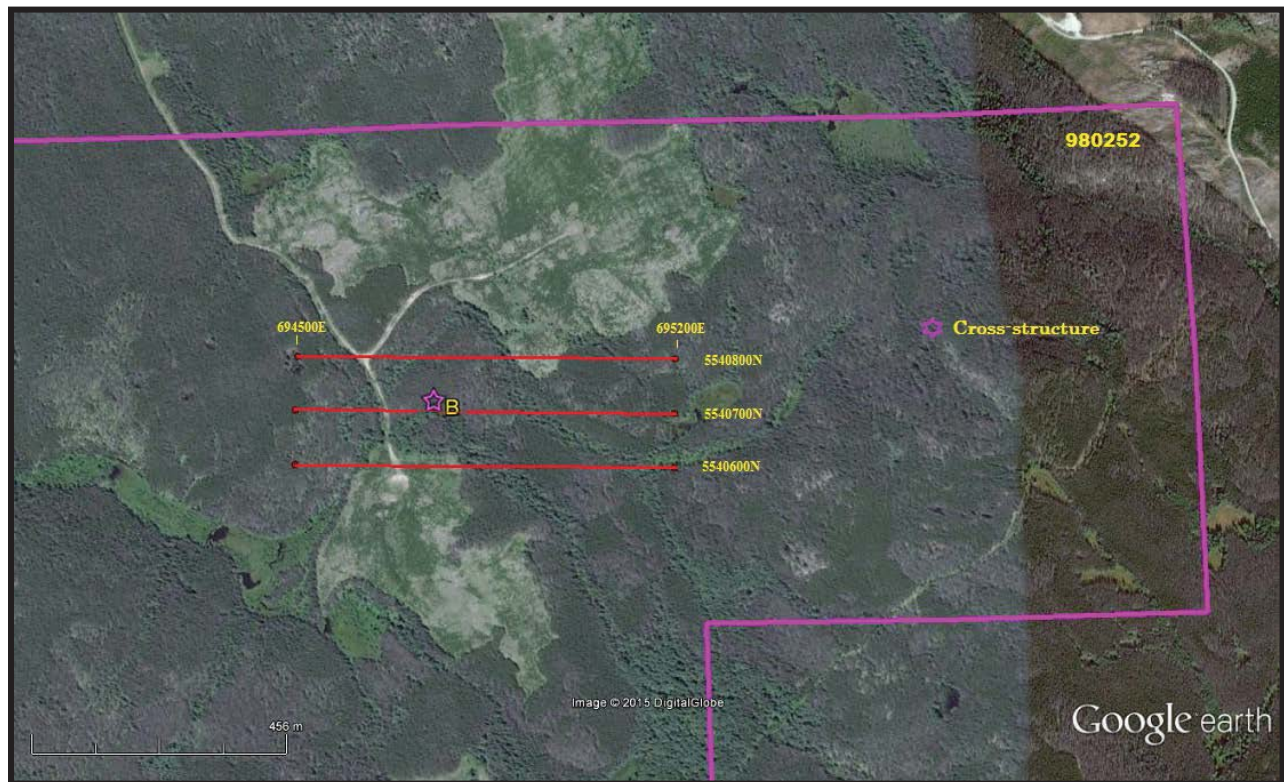 980252
694500E
695200E
Cross-structure
5540800N
B
5540700N
5540600N
Image © 2015 DigitalGlobe
456 m
Google earth